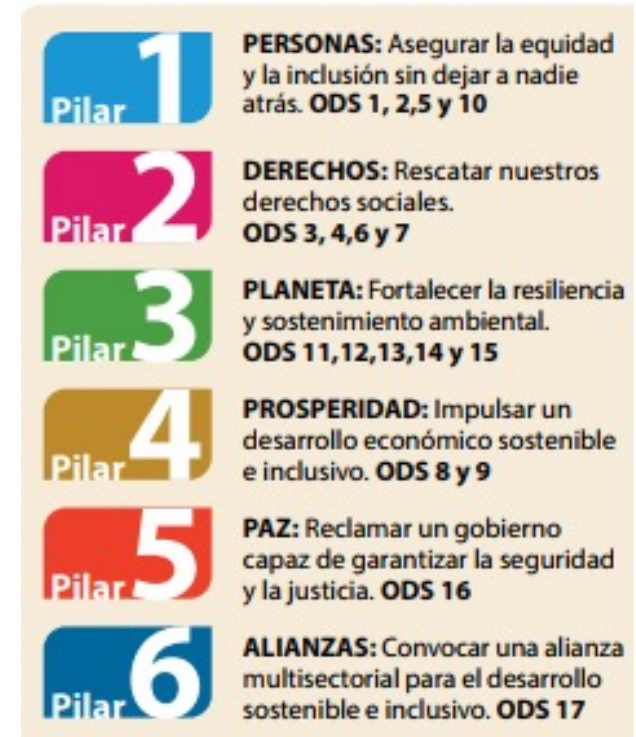 Pilar 1
PERSONAS: Asegurar la equidad
y la inclusión sin dejar a nadie
atrás. ODS 1, 2,5 y 10
Pilar 2
DERECHOS: Rescatar nuestros
derechos sociales.
ODS 3, 4,6 y 7
Pilar 3
PLANETA: Fortalecer la resiliencia
y sostenimiento ambiental.
ODS 11,12,13,14 y 15
Pilar 4
PROSPERIDAD: Impulsar un
desarrollo económico sostenible
e inclusivo. ODS 8 y 9
Pilar 5
PAZ: Reclamar un gobierno
capaz de garantizar la seguridad
y la justicia. ODS 16
Pilar 6
ALIANZAS: Convocar una alianza
multisectorial para el desarrollo
sostenible e inclusivo. ODS 17